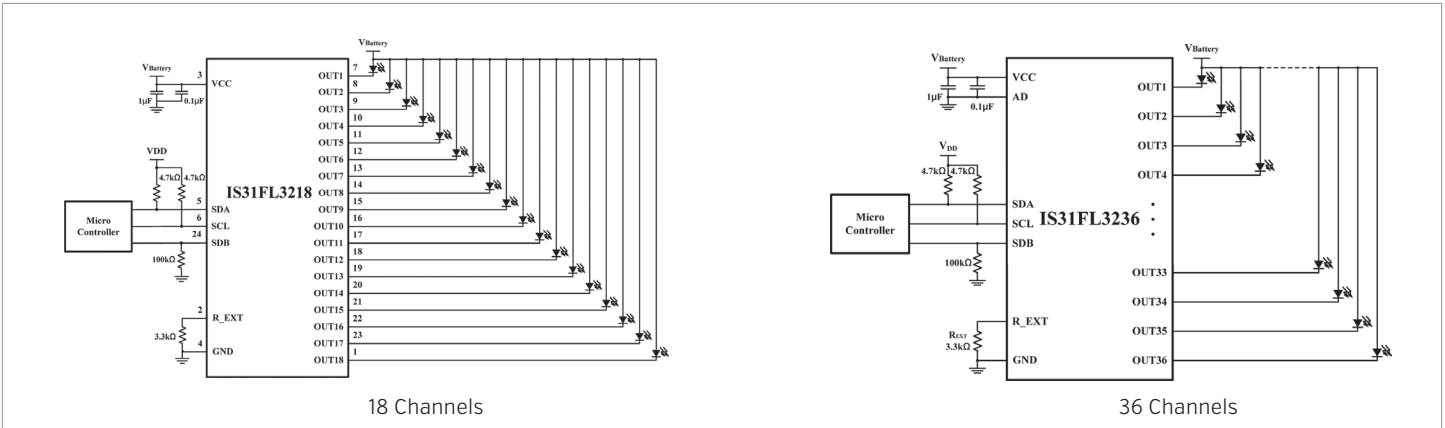 VBattery
VBattery
1µF
0.1µF
3
VCC
7
OUT1
8
OUT2
9
OUT3
10
OUT4
11
OUT5
12
OUT6
13
OUT7
14
OUT8
15
OUT9
16
OUT10
17
OUT11
18
OUT12
19
OUT13
20
OUT14
21
OUT15
22
OUT16
23
OUT17
1
OUT18
VDD
4.7kΩ 4.7kΩ
IS31FL3218
Micro
Controller
5
SDA
6
SCL
24
SDB
100kΩ
2
R_EXT
3.3kΩ
4
GND
18 Channels
VBattery
VBattery
1µF
0.1µF
VCC
AD
OUT1
OUT2
OUT3
OUT4
VDD
4.7kΩ 4.7kΩ
IS31FL3236
Micro
Controller
SDA
SCL
SDB
100kΩ
OUT33
OUT34
OUT35
OUT36
R_EXT
REXT
3.3kΩ
GND
36 Channels